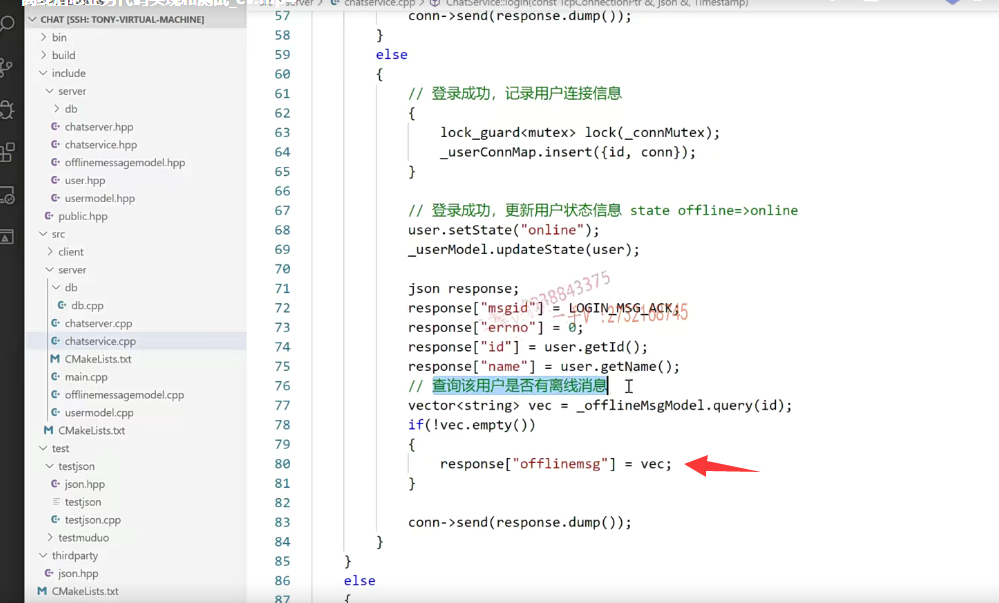 CHAT [SSH: TONY-VIRTUAL-MACHINE]
bin
build
include
server
db
chatserver.hpp
chatservice.hpp
offlinemessagemodel.hpp
user.hpp
usermodel.hpp
public.hpp
src
client
server
db
db.cpp
chatserver.cpp
chatservice.cpp
CMakeLists.txt
main.cpp
offlinemessagemodel.cpp
usermodel.cpp
CMakeLists.txt
test
testjson
json.hpp
testjson
testjson.cpp
testmuduo
thirdparty
json.hpp
CMakeLists.txt
chatservice.cpp > ChatService::login(const TcpConnectionPtr &, json &, Timestamp)
57 conn->send(response.dump());
58 }
59 else
60 {
61 // 登录成功，记录用户连接信息
62 {
63 lock_guard<mutex> lock(_connMutex);
64 _userConnMap.insert({id, conn});
65 }
66
67 // 登录成功，更新用户状态信息 state offline=>online
68 user.setState("online");
69 _userModel.updateState(user);
70
71 json response;
72 response["msgid"] = LOGIN_MSG_ACK;
73 response["errno"] = 0;
74 response["id"] = user.getId();
75 response["name"] = user.getName();
76 // 查询该用户是否有离线消息
77 vector<string> vec = _offlineMsgModel.query(id);
78 if(!vec.empty())
79 {
80 response["offlinemsg"] = vec;
81 }
82
83 conn->send(response.dump());
84 }
85 }
86 else
87 {